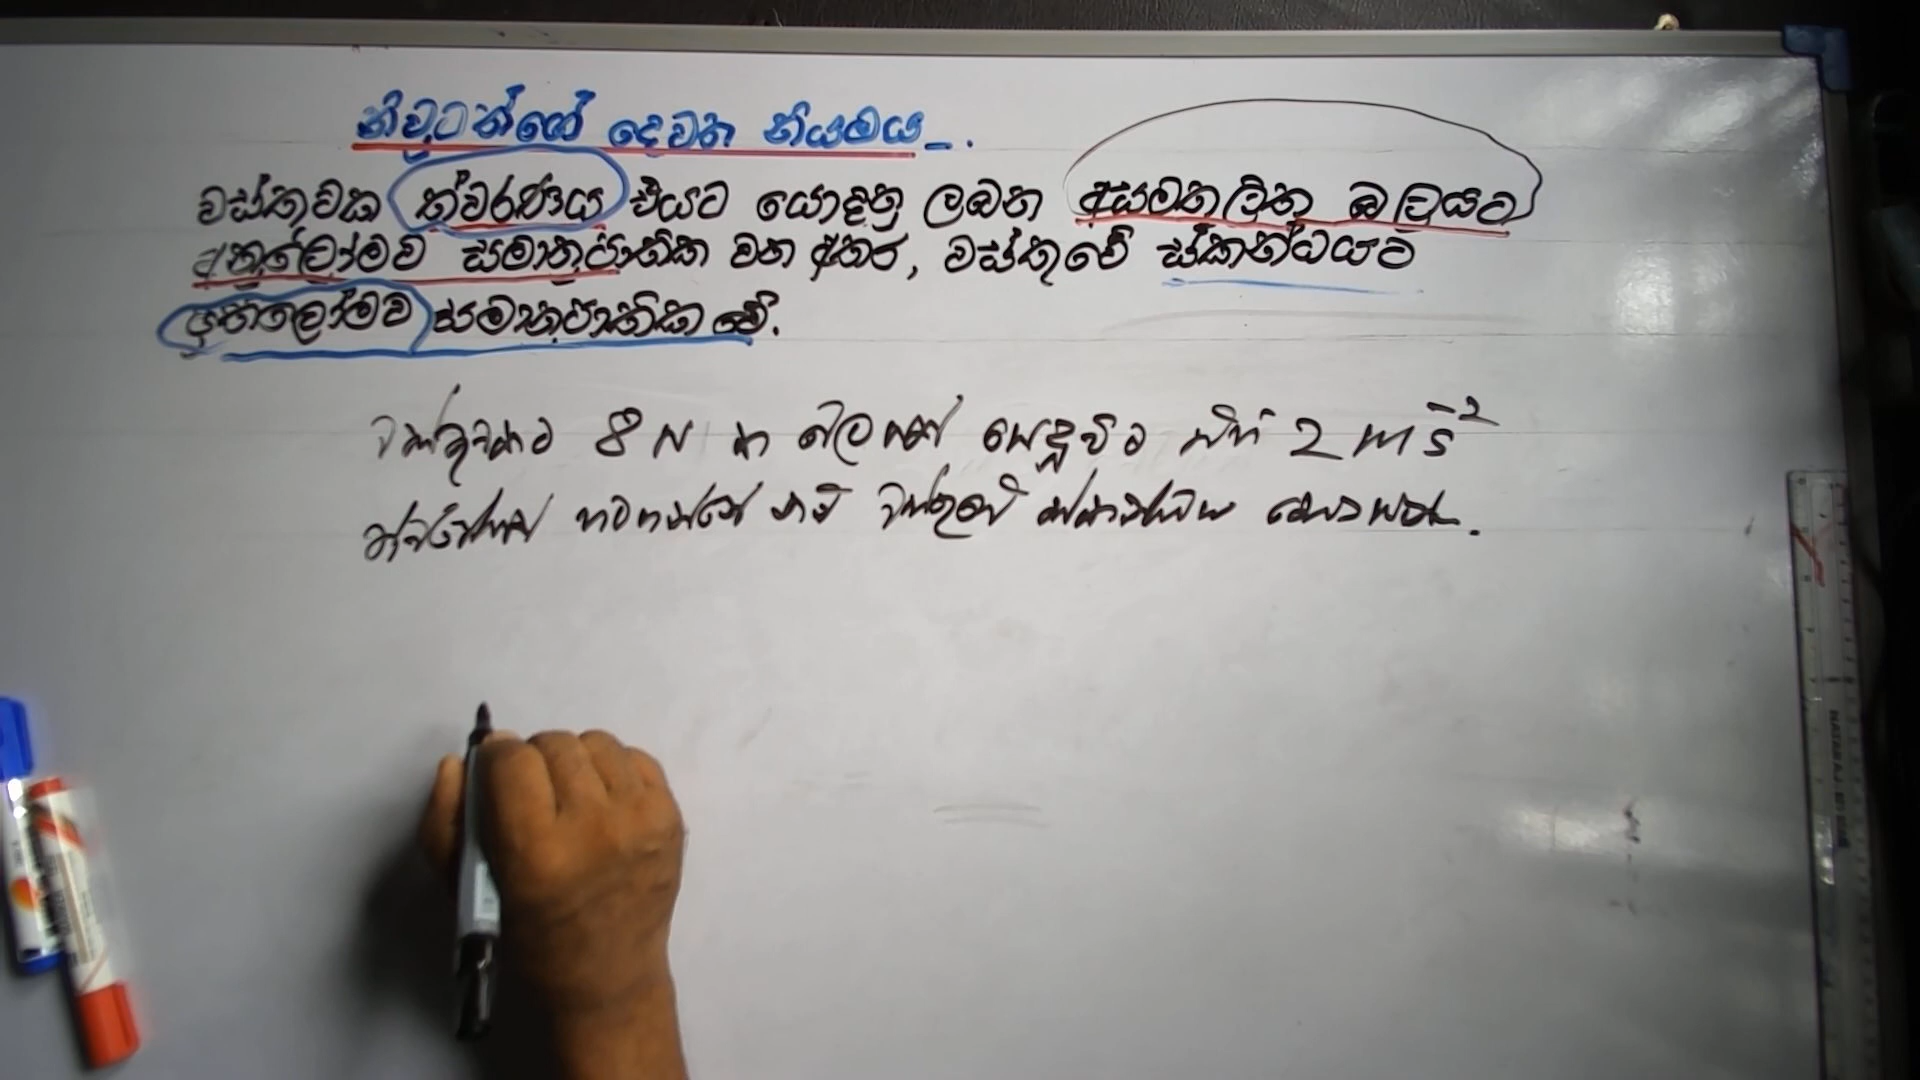 නිවුටන්ගේ දෙවන නියමය
වස්තුවක ත්වරණය එයට යොදනු ලබන අසමතුලිත බලයට
අනුලෝමව සමානුපාතික වන අතර, වස්තුවේ ස්කන්ධයට
ප්‍රතිලෝමව සමානුපාතික වේ.
වස්තුවකට 8 N ක බලයක් යෙදූ විට එහි 2 m s⁻²
ත්වරණයක් හටගන්නේ නම් වස්තුවේ ස්කන්ධය සොයන්න.